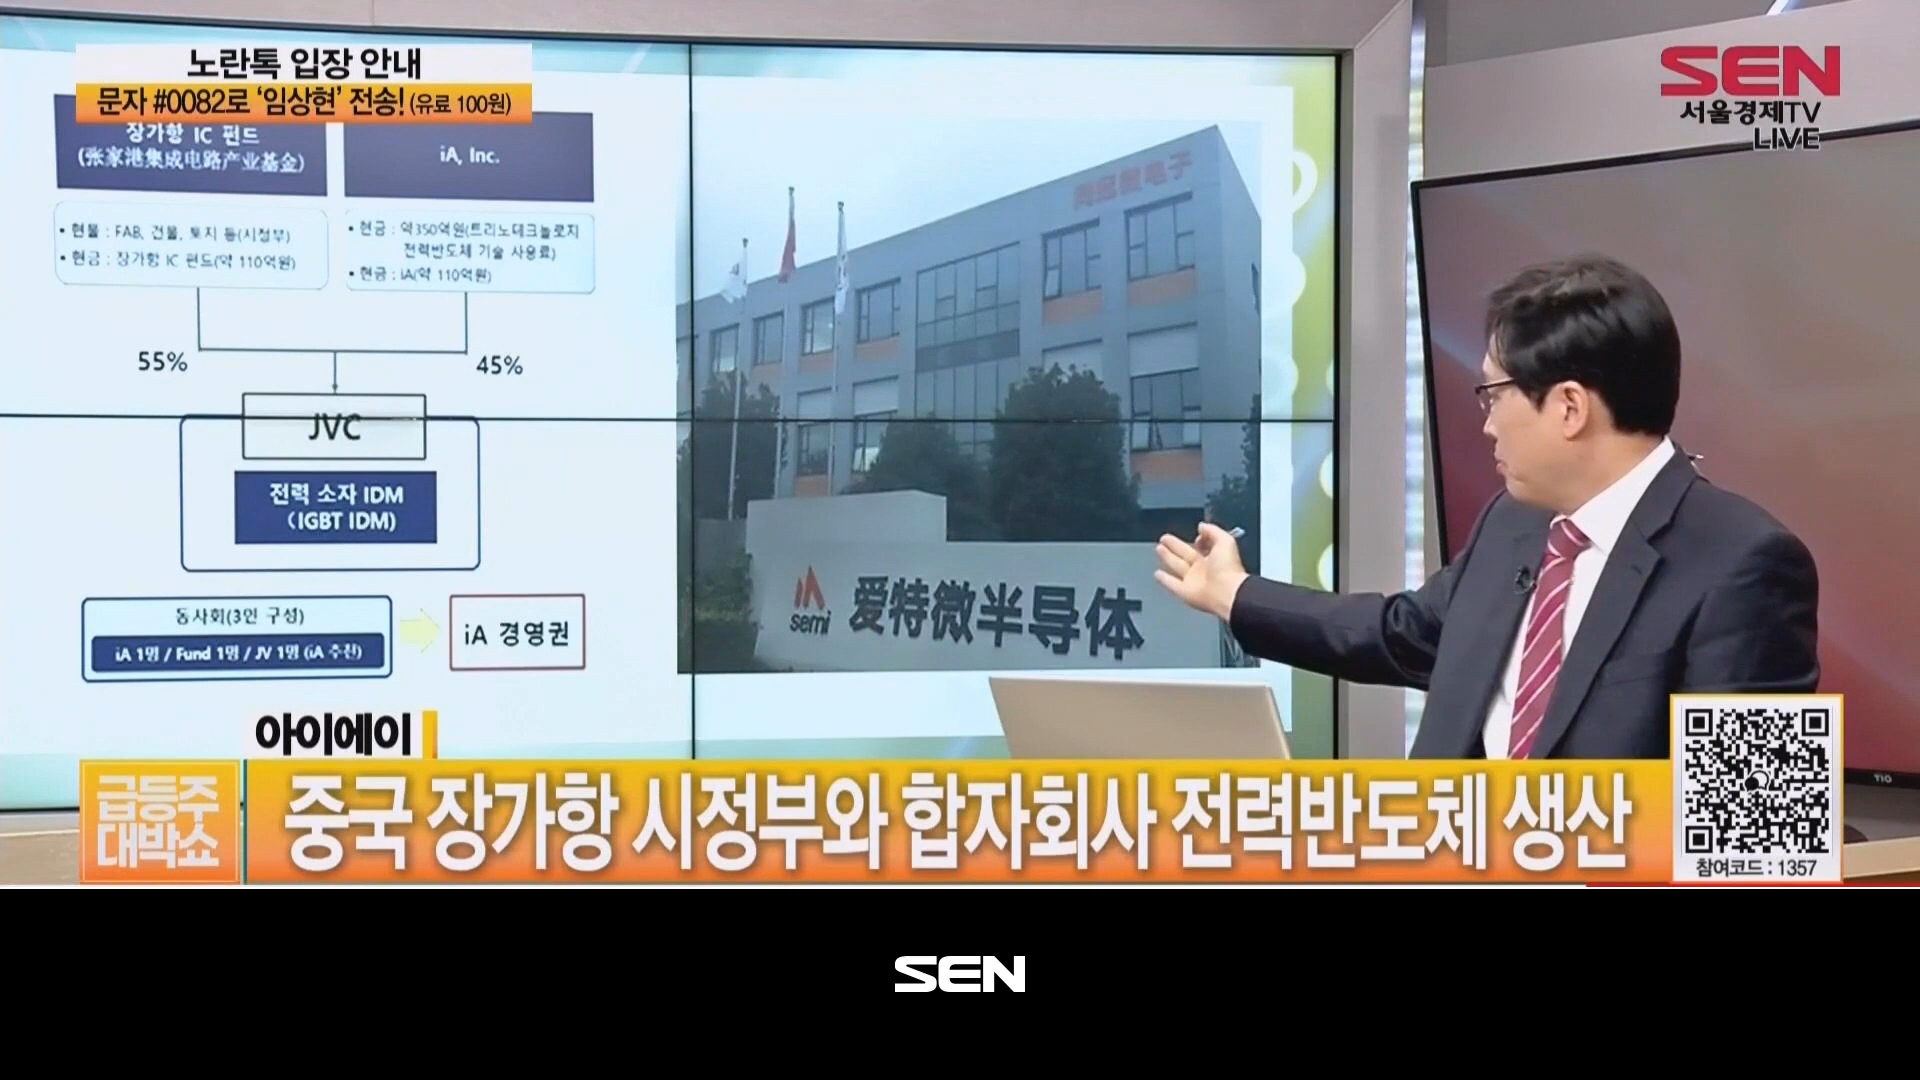 노란톡 입장 안내
문자 #0082로 '임상현' 전송! (유료 100원)
SEN
서울경제TV
LIVE
장가항 IC 펀드
(张家港集成电路产业基金)
iA, Inc.
• 현물 : FAB, 건물, 토지 등(시정부)
• 현금 : 장가항 IC 펀드(약 110억원)
• 현금 : 약350억원(트리노테크놀로지
전력반도체 기술 사용료)
• 현금 : iA(약 110억원)
55%
45%
JVC
전력 소자 IDM
(IGBT IDM)
동사회(3인 구성)
iA 1명 / Fund 1명 / JV 1명 (iA 추천)
iA 경영권
微电子
iA
semi
爱特微半导体
아이에이
급등주
대박쇼
중국 장가항 시정부와 합자회사 전력반도체 생산
참여코드 : 1357
SEN